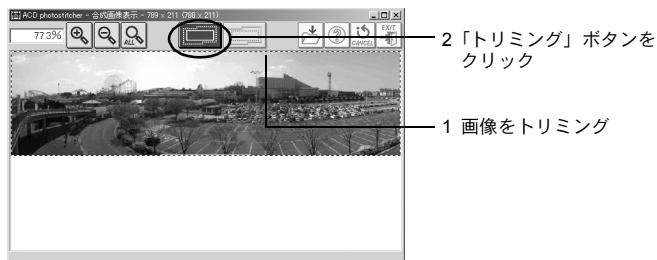 ACD photostitcher - 合成画像表示 - 789 x 211 (788 x 211)
77.3%
ALL
CANCEL
EXIT
2「トリミング」ボタンを
クリック
1 画像をトリミング